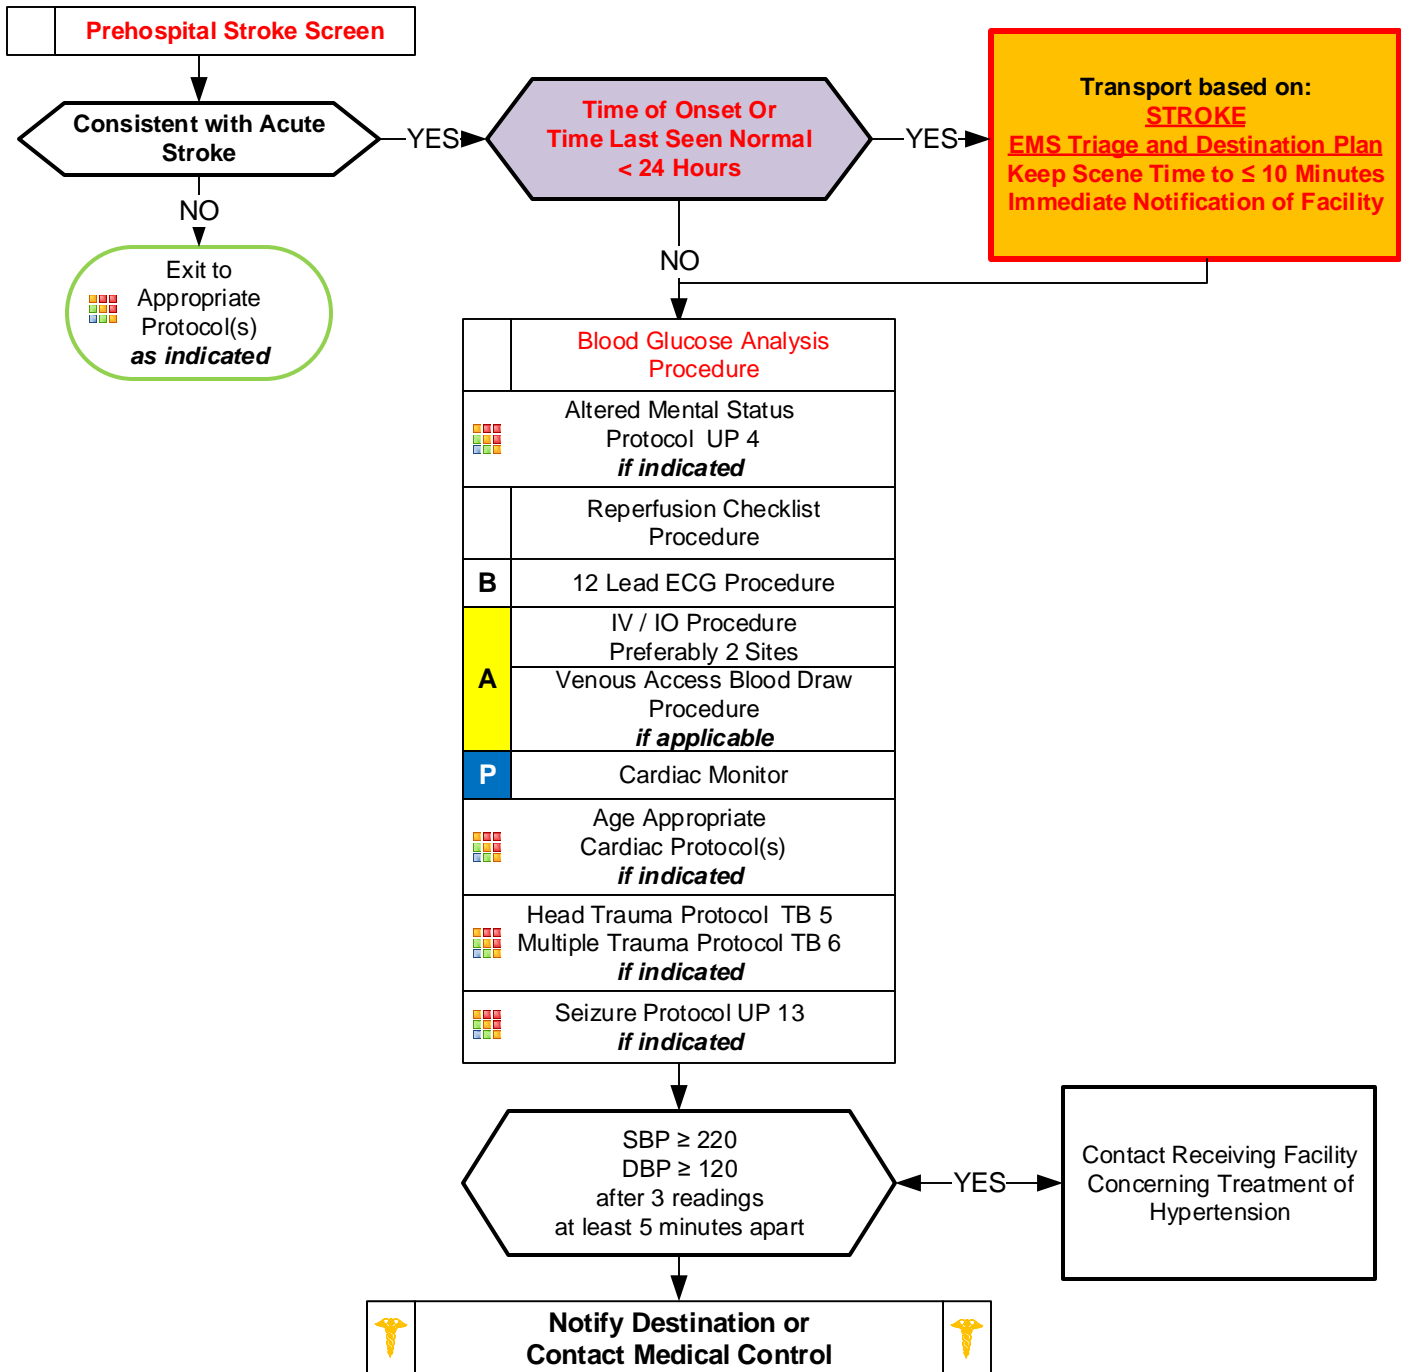 Prehospital Stroke Screen
Consistent with Acute
Stroke
YES
Time of Onset Or
Time Last Seen Normal
< 24 Hours
YES
Transport based on:
STROKE
EMS Triage and Destination Plan
Keep Scene Time to ≤ 10 Minutes
Immediate Notification of Facility
NO
Exit to
Appropriate
Protocol(s)
as indicated
NO
Blood Glucose Analysis
Procedure
Altered Mental Status
Protocol UP 4
if indicated
Reperfusion Checklist
Procedure
B
12 Lead ECG Procedure
A
IV / IO Procedure
Preferably 2 Sites
Venous Access Blood Draw
Procedure
if applicable
P
Cardiac Monitor
Age Appropriate
Cardiac Protocol(s)
if indicated
Head Trauma Protocol TB 5
Multiple Trauma Protocol TB 6
if indicated
Seizure Protocol UP 13
if indicated
SBP ≥ 220
DBP ≥ 120
after 3 readings
at least 5 minutes apart
YES
Contact Receiving Facility
Concerning Treatment of
Hypertension
Notify Destination or
Contact Medical Control